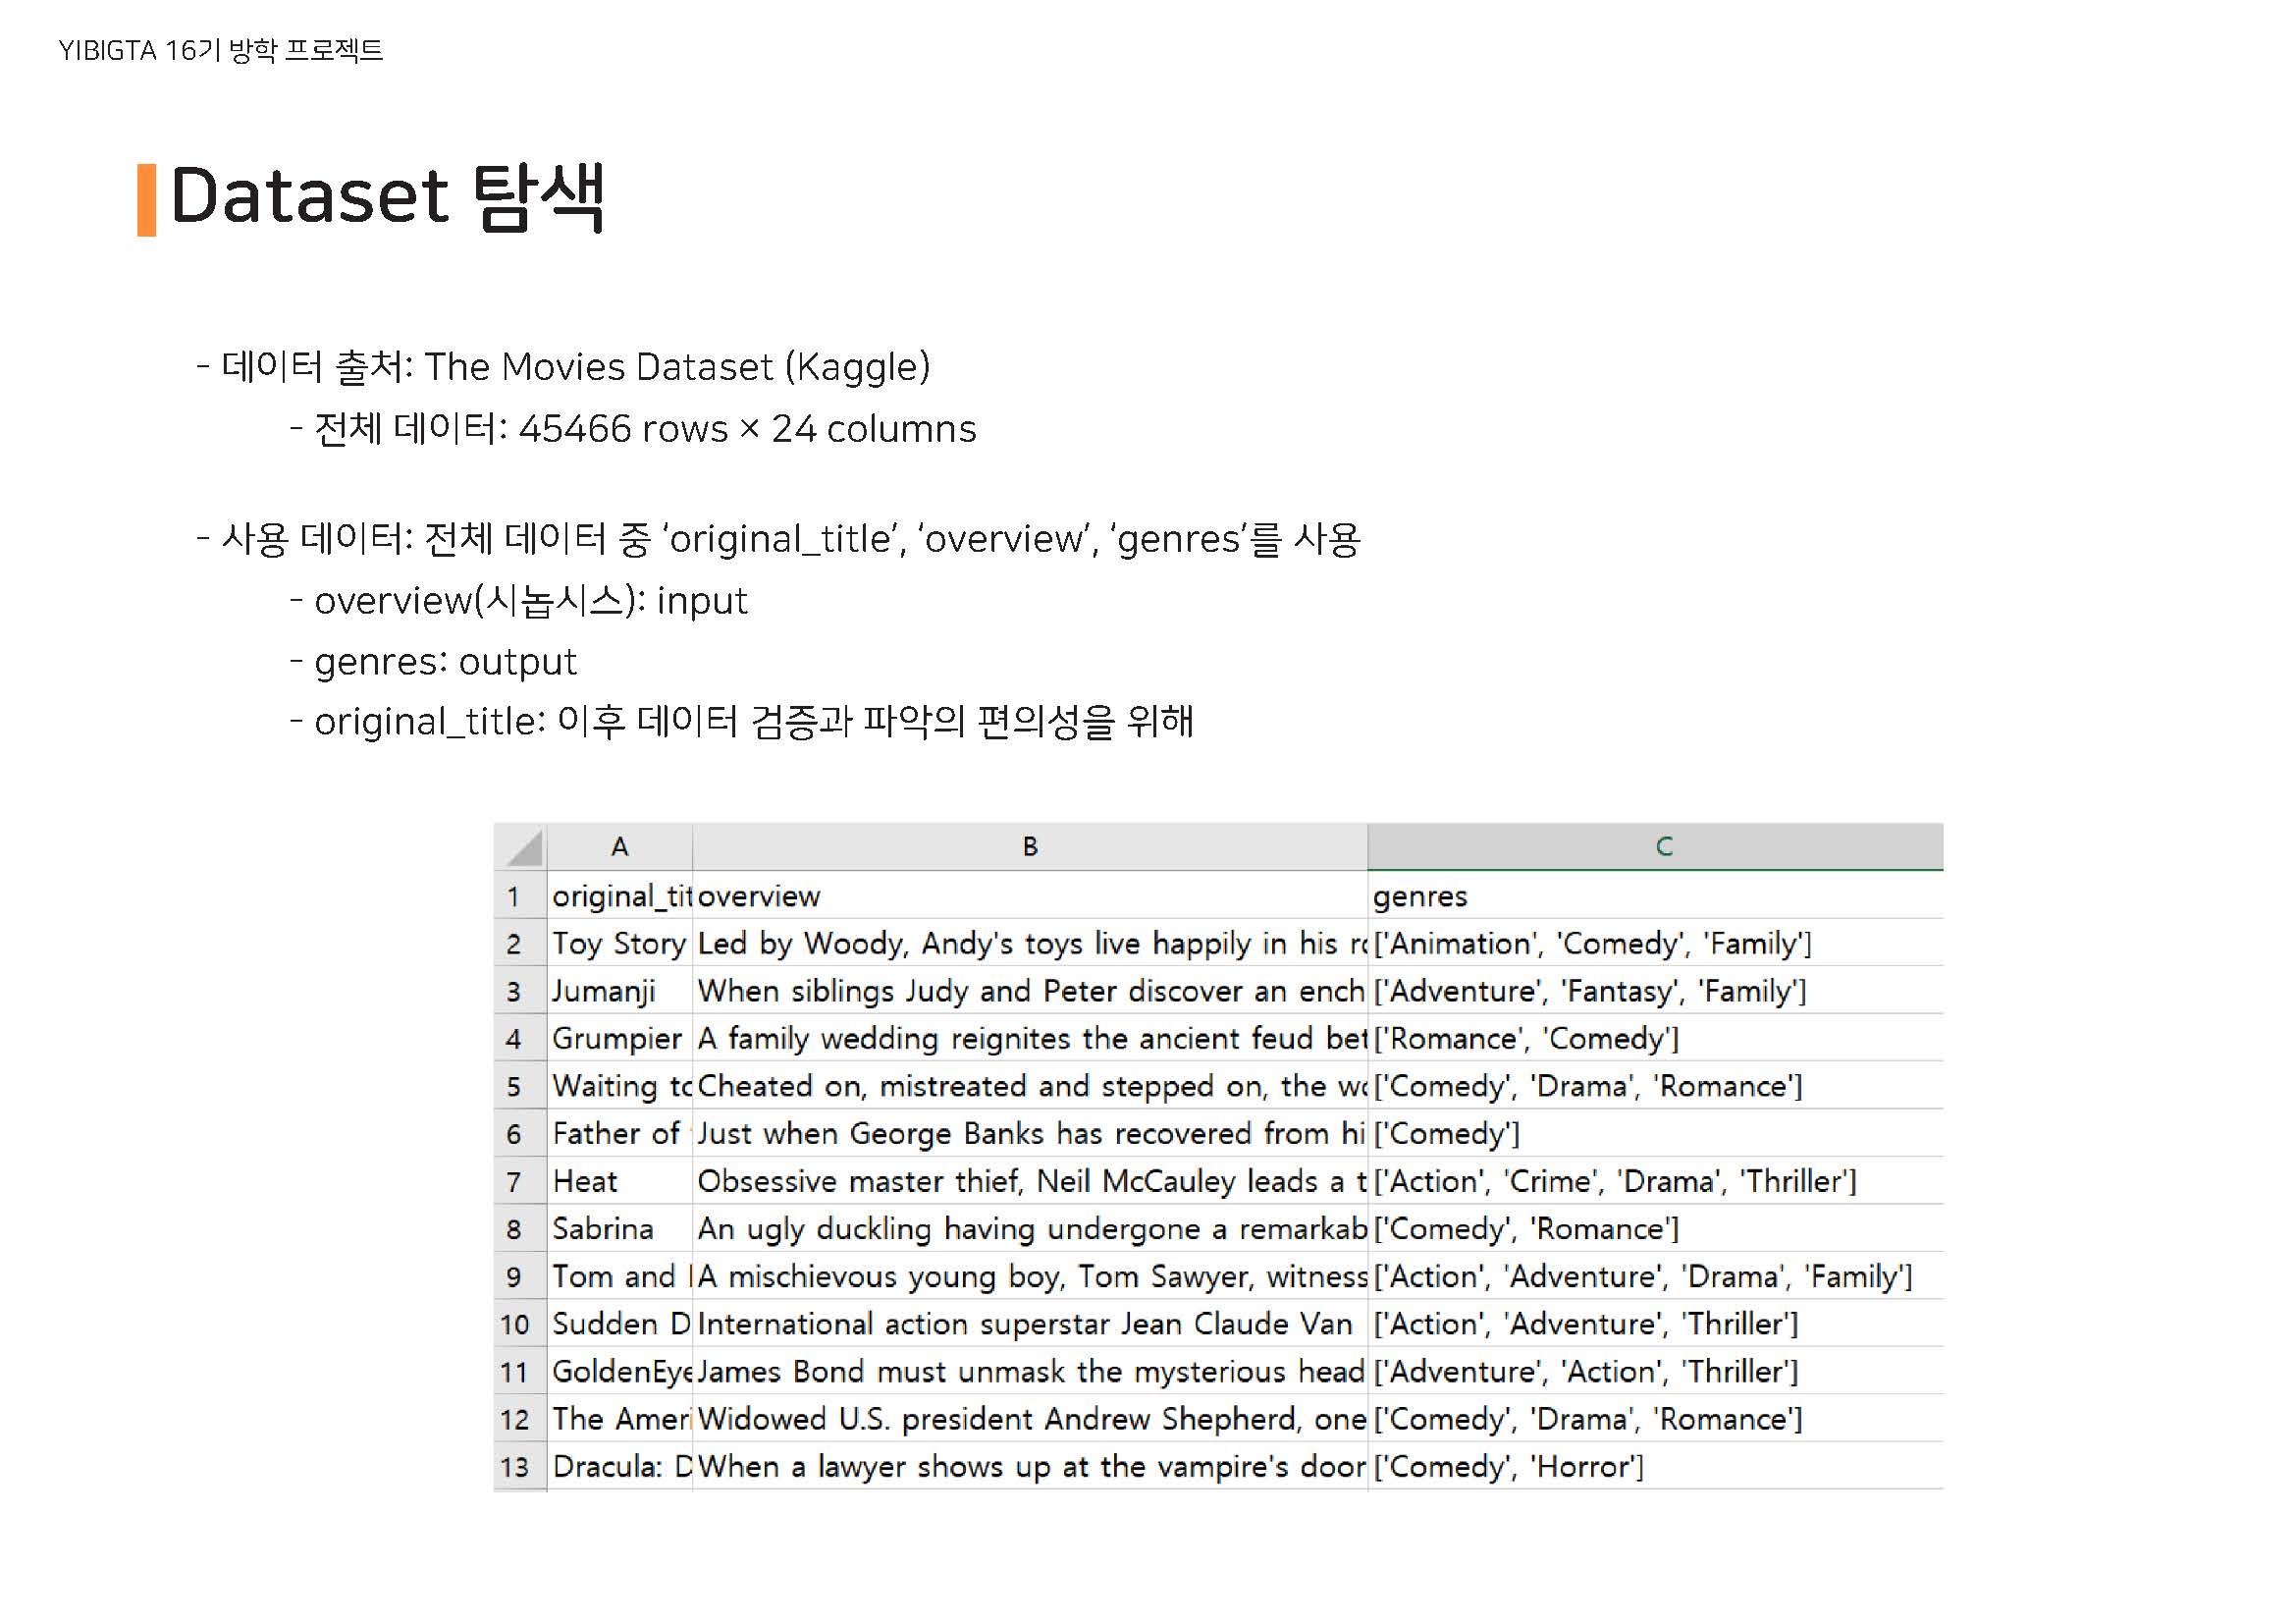 YIBIGTA 16기 방학 프로젝트
Dataset 탐색
- 데이터 출처: The Movies Dataset (Kaggle)
- 전체 데이터: 45466 rows × 24 columns
- 사용 데이터: 전체 데이터 중 ‘original_title’, ‘overview’, ‘genres’를 사용
- overview(시놉시스): input
- genres: output
- original_title: 이후 데이터 검증과 파악의 편의성을 위해
A B C
1 original_tit overview genres
2 Toy Story Led by Woody, Andy's toys live happily in his ['Animation', 'Comedy', 'Family']
3 Jumanji When siblings Judy and Peter discover an ench ['Adventure', 'Fantasy', 'Family']
4 Grumpier A family wedding reignites the ancient feud bet ['Romance', 'Comedy']
5 Waiting Cheated on, mistreated and stepped on, the ['Comedy', 'Drama', 'Romance']
6 Father of Just when George Banks has recovered from hi ['Comedy']
7 Heat Obsessive master thief, Neil McCauley leads a t ['Action', 'Crime', 'Drama', 'Thriller']
8 Sabrina An ugly duckling having undergone a remarkab ['Comedy', 'Romance']
9 Tom and A mischievous young boy, Tom Sawyer, witness ['Action', 'Adventure', 'Drama', 'Family']
10 Sudden D International action superstar Jean Claude Van ['Action', 'Adventure', 'Thriller']
11 GoldenEye James Bond must unmask the mysterious head ['Adventure', 'Action', 'Thriller']
12 The Ameri Widowed U.S. president Andrew Shepherd, one ['Comedy', 'Drama', 'Romance']
13 Dracula: D When a lawyer shows up at the vampire's door ['Comedy', 'Horror']